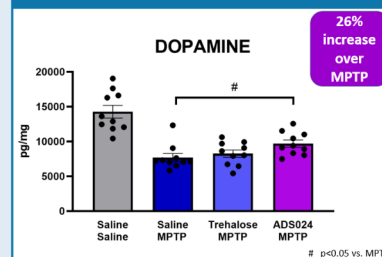 26%
increase
over
MPTP
DOPAMINE
#
20000
15000
10000
5000
0
pg/mg
Saline Saline Trehalose ADS024
Saline MPTP MPTP MPTP
# p<0.05 vs. MPT